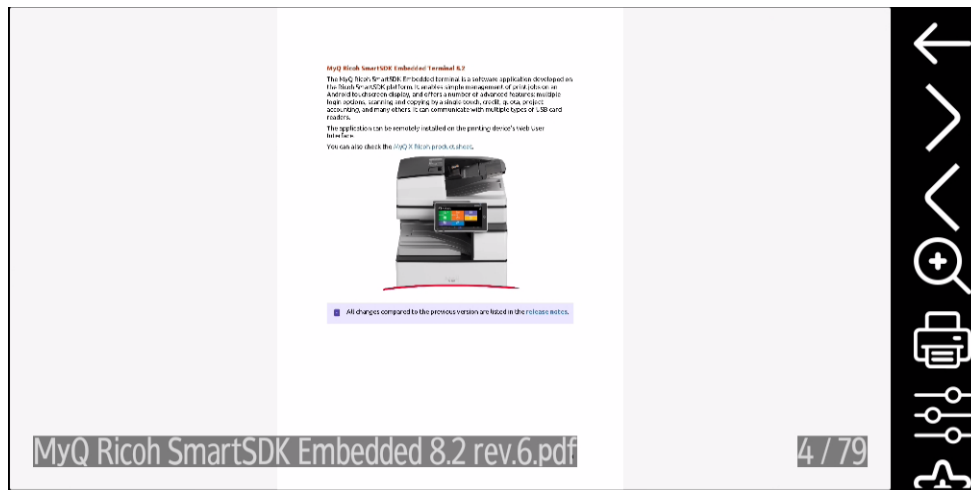 MyQ Ricoh SmartSDK Embedded Terminal 8.2
The MyQ Ricoh SmartSDK Embedded terminal is a software application developed on
the Ricoh SmartSDK platform. It enables simple management of print jobs on an
Android touchscreen display, and offers a number of advanced features: multiple
login options, scanning and copying by a single touch, credit, quota, project
accounting, and many others. It can communicate with multiple types of USB card
readers.
The application can be remotely installed on the printing device's Web User
Interface.
You can also check the MyQ X Ricoh product sheet.
All changes compared to the previous version are listed in the release notes.
MyQ Ricoh SmartSDK Embedded 8.2 rev.6.pdf
4 / 79